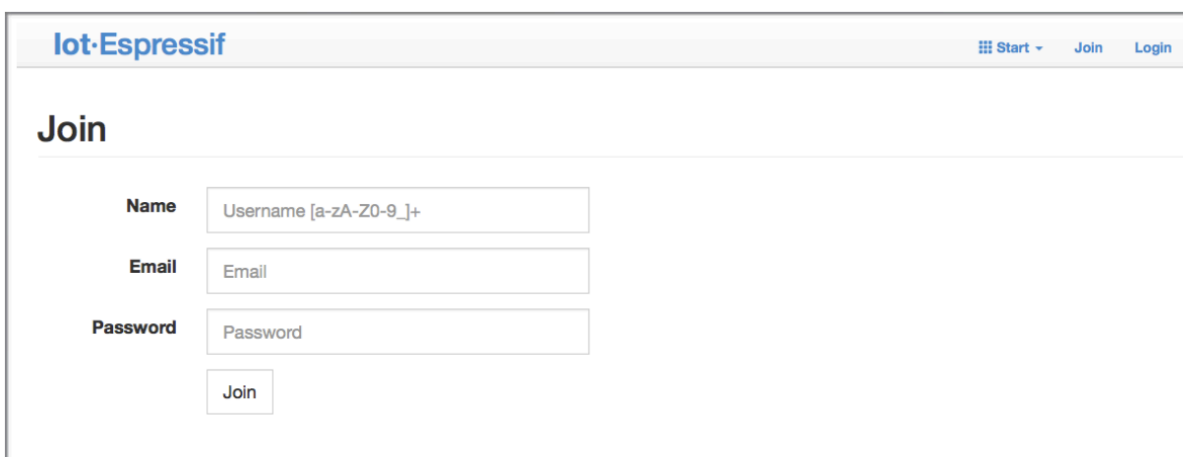 Iot·Espressif
Start Join Login
Join
Name Username [a-zA-Z0-9_]+
Email Email
Password Password
Join